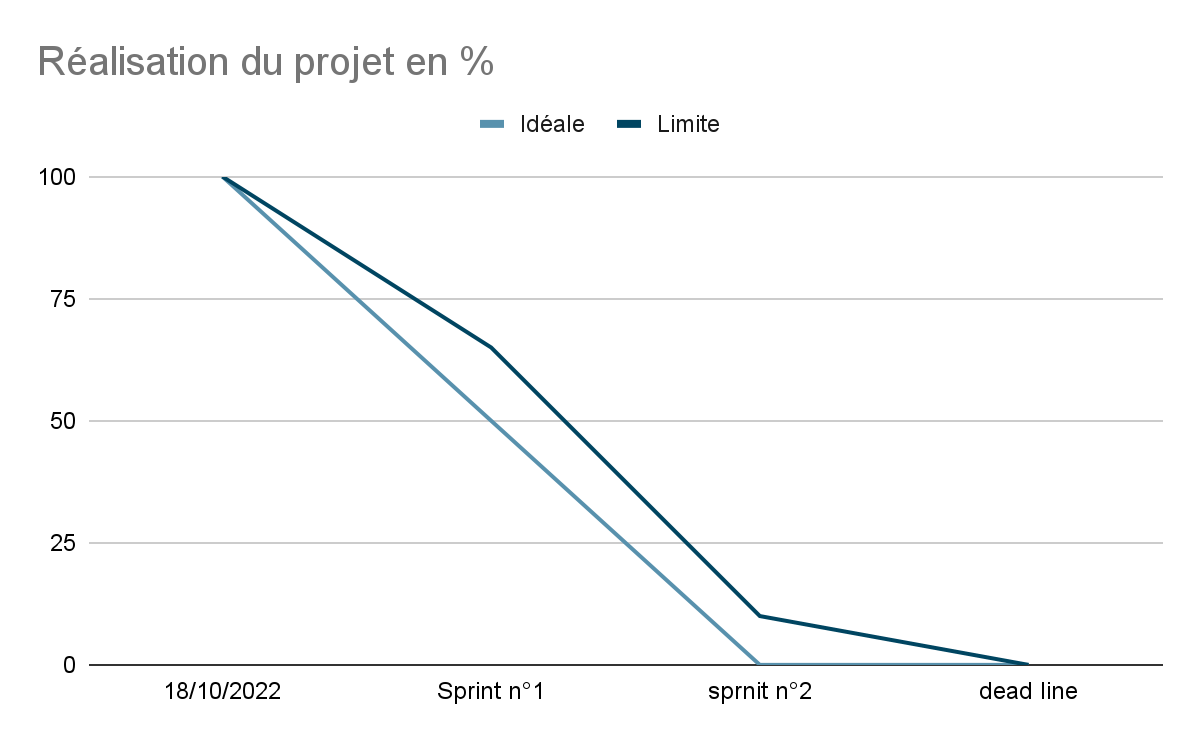 Réalisation du projet en %
Idéale Limite
100
75
50
25
0
18/10/2022 Sprint n°1 sprnit n°2 dead line